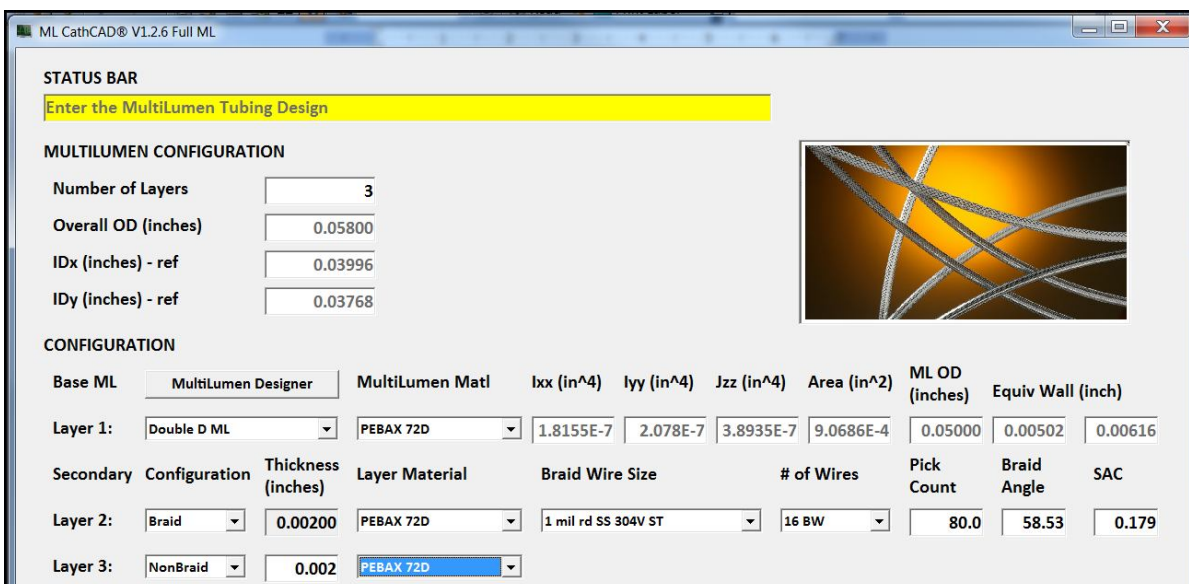 ML CathCAD® V1.2.6 Full ML
STATUS BAR
Enter the MultiLumen Tubing Design
MULTILUMEN CONFIGURATION
Number of Layers 3
Overall OD (inches) 0.05800
IDx (inches) - ref 0.03996
IDy (inches) - ref 0.03768
CONFIGURATION
Base ML MultiLumen Designer MultiLumen Matl Ixx (in^4) Iyy (in^4) Jzz (in^4) Area (in^2) ML OD (inches) Equiv Wall (inch)
Layer 1: Double D ML PEBAX 72D 1.8155E-7 2.078E-7 3.8935E-7 9.0686E-4 0.05000 0.00502 0.00616
Secondary Configuration Thickness (inches) Layer Material Braid Wire Size # of Wires Pick Count Braid Angle SAC
Layer 2: Braid 0.00200 PEBAX 72D 1 mil rd SS 304V ST 16 BW 80.0 58.53 0.179
Layer 3: NonBraid 0.002 PEBAX 72D